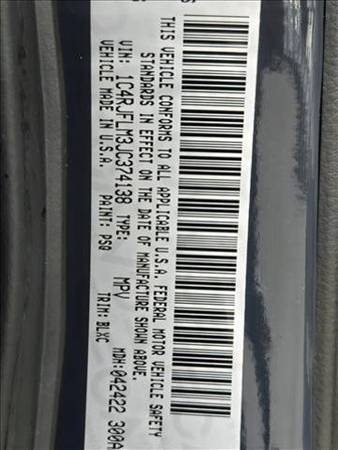 THIS VEHICLE CONFORMS TO ALL APPLICABLE U.S.A. FEDERAL MOTOR VEHICLE SAFETY
STANDARDS IN EFFECT ON THE DATE OF MANUFACTURE SHOWN ABOVE.
VIN: 1C4RJFLM3JC374138 TYPE: MPV MDH:042422 300A
VEHICLE MADE IN U.S.A. PAINT: PSQ TRIM: BLXC